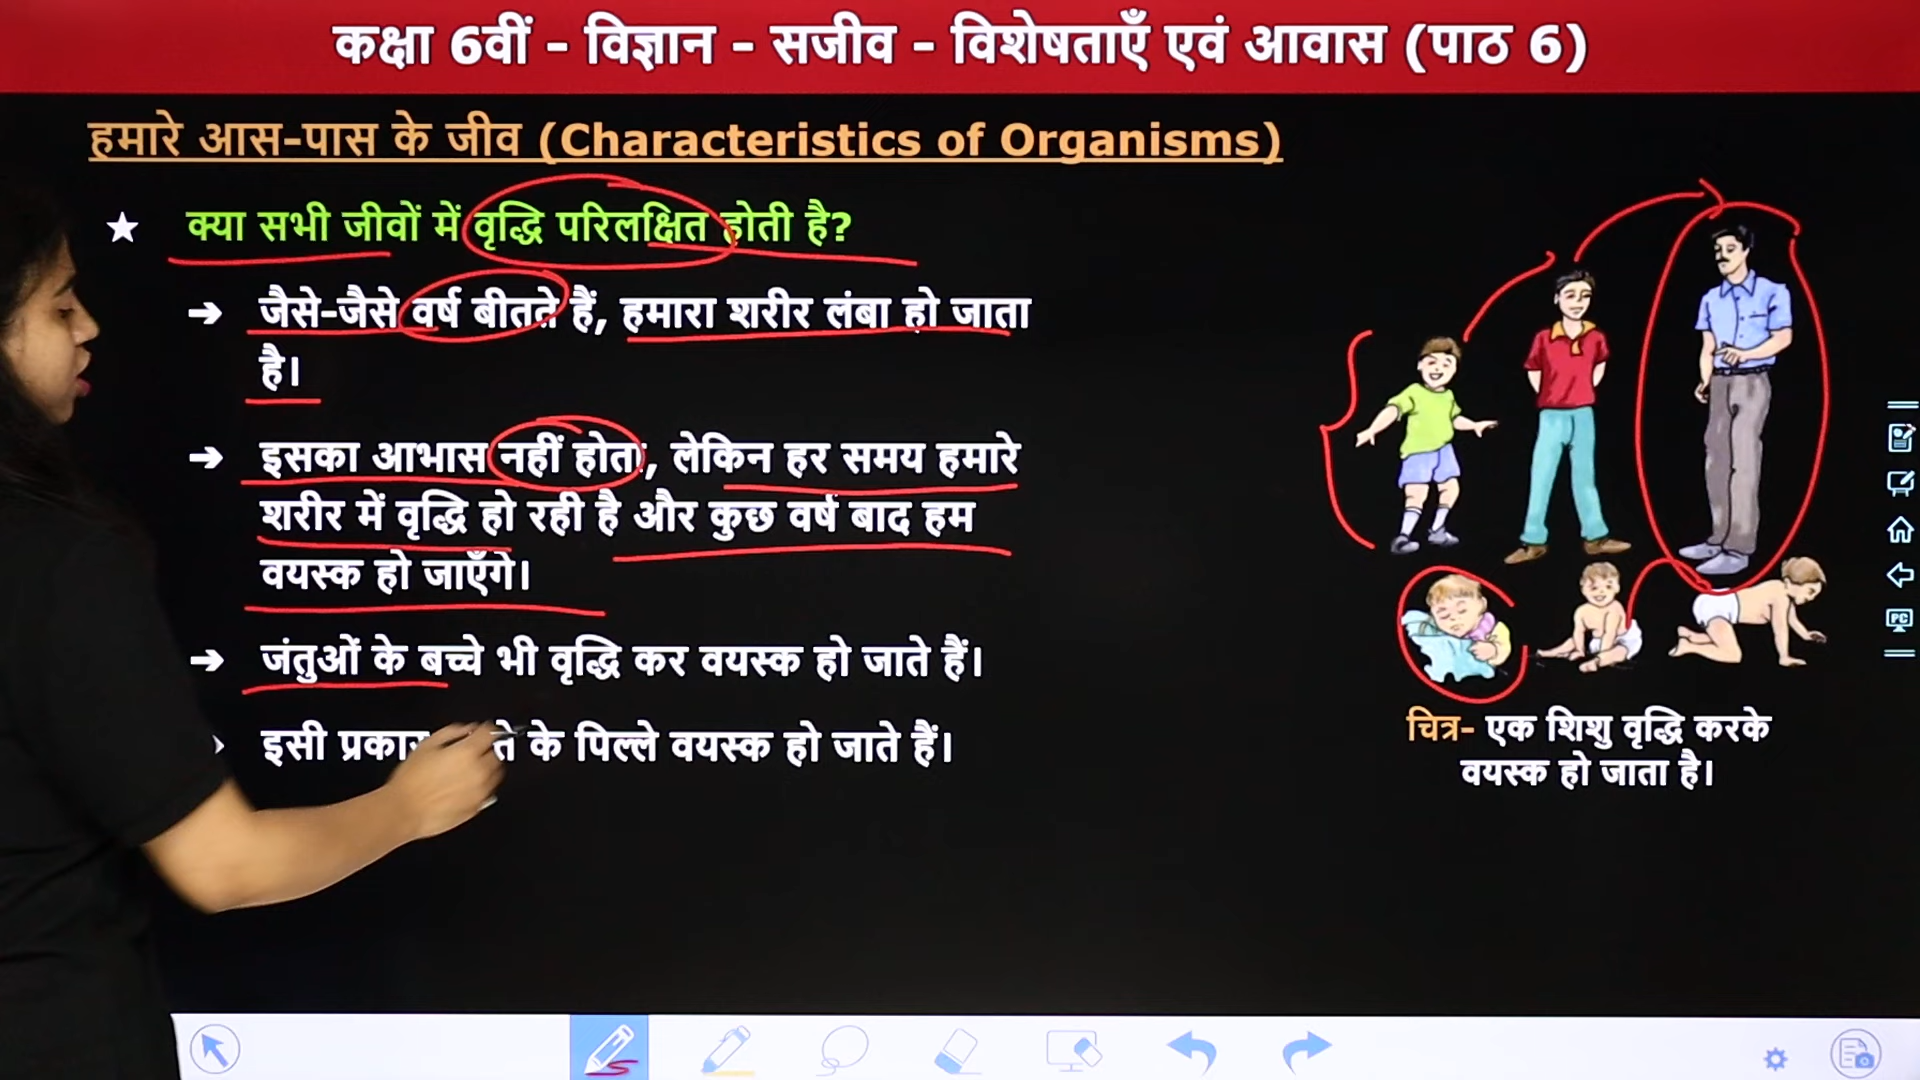 कक्षा 6वीं – विज्ञान – सजीव – विशेषताएँ एवं आवास (पाठ 6)
हमारे आस-पास के जीव (Characteristics of Organisms)
★ क्या सभी जीवों में वृद्धि परिलक्षित होती है?
➔ जैसे-जैसे वर्ष बीतते हैं, हमारा शरीर लंबा हो जाता
है।
➔ इसका आभास नहीं होता, लेकिन हर समय हमारे
शरीर में वृद्धि हो रही है और कुछ वर्ष बाद हम
वयस्क हो जाएँगे।
➔ जंतुओं के बच्चे भी वृद्धि कर वयस्क हो जाते हैं।
इसी प्रकार के पिल्ले वयस्क हो जाते हैं।
चित्र- एक शिशु वृद्धि करके
वयस्क हो जाता है।
PC